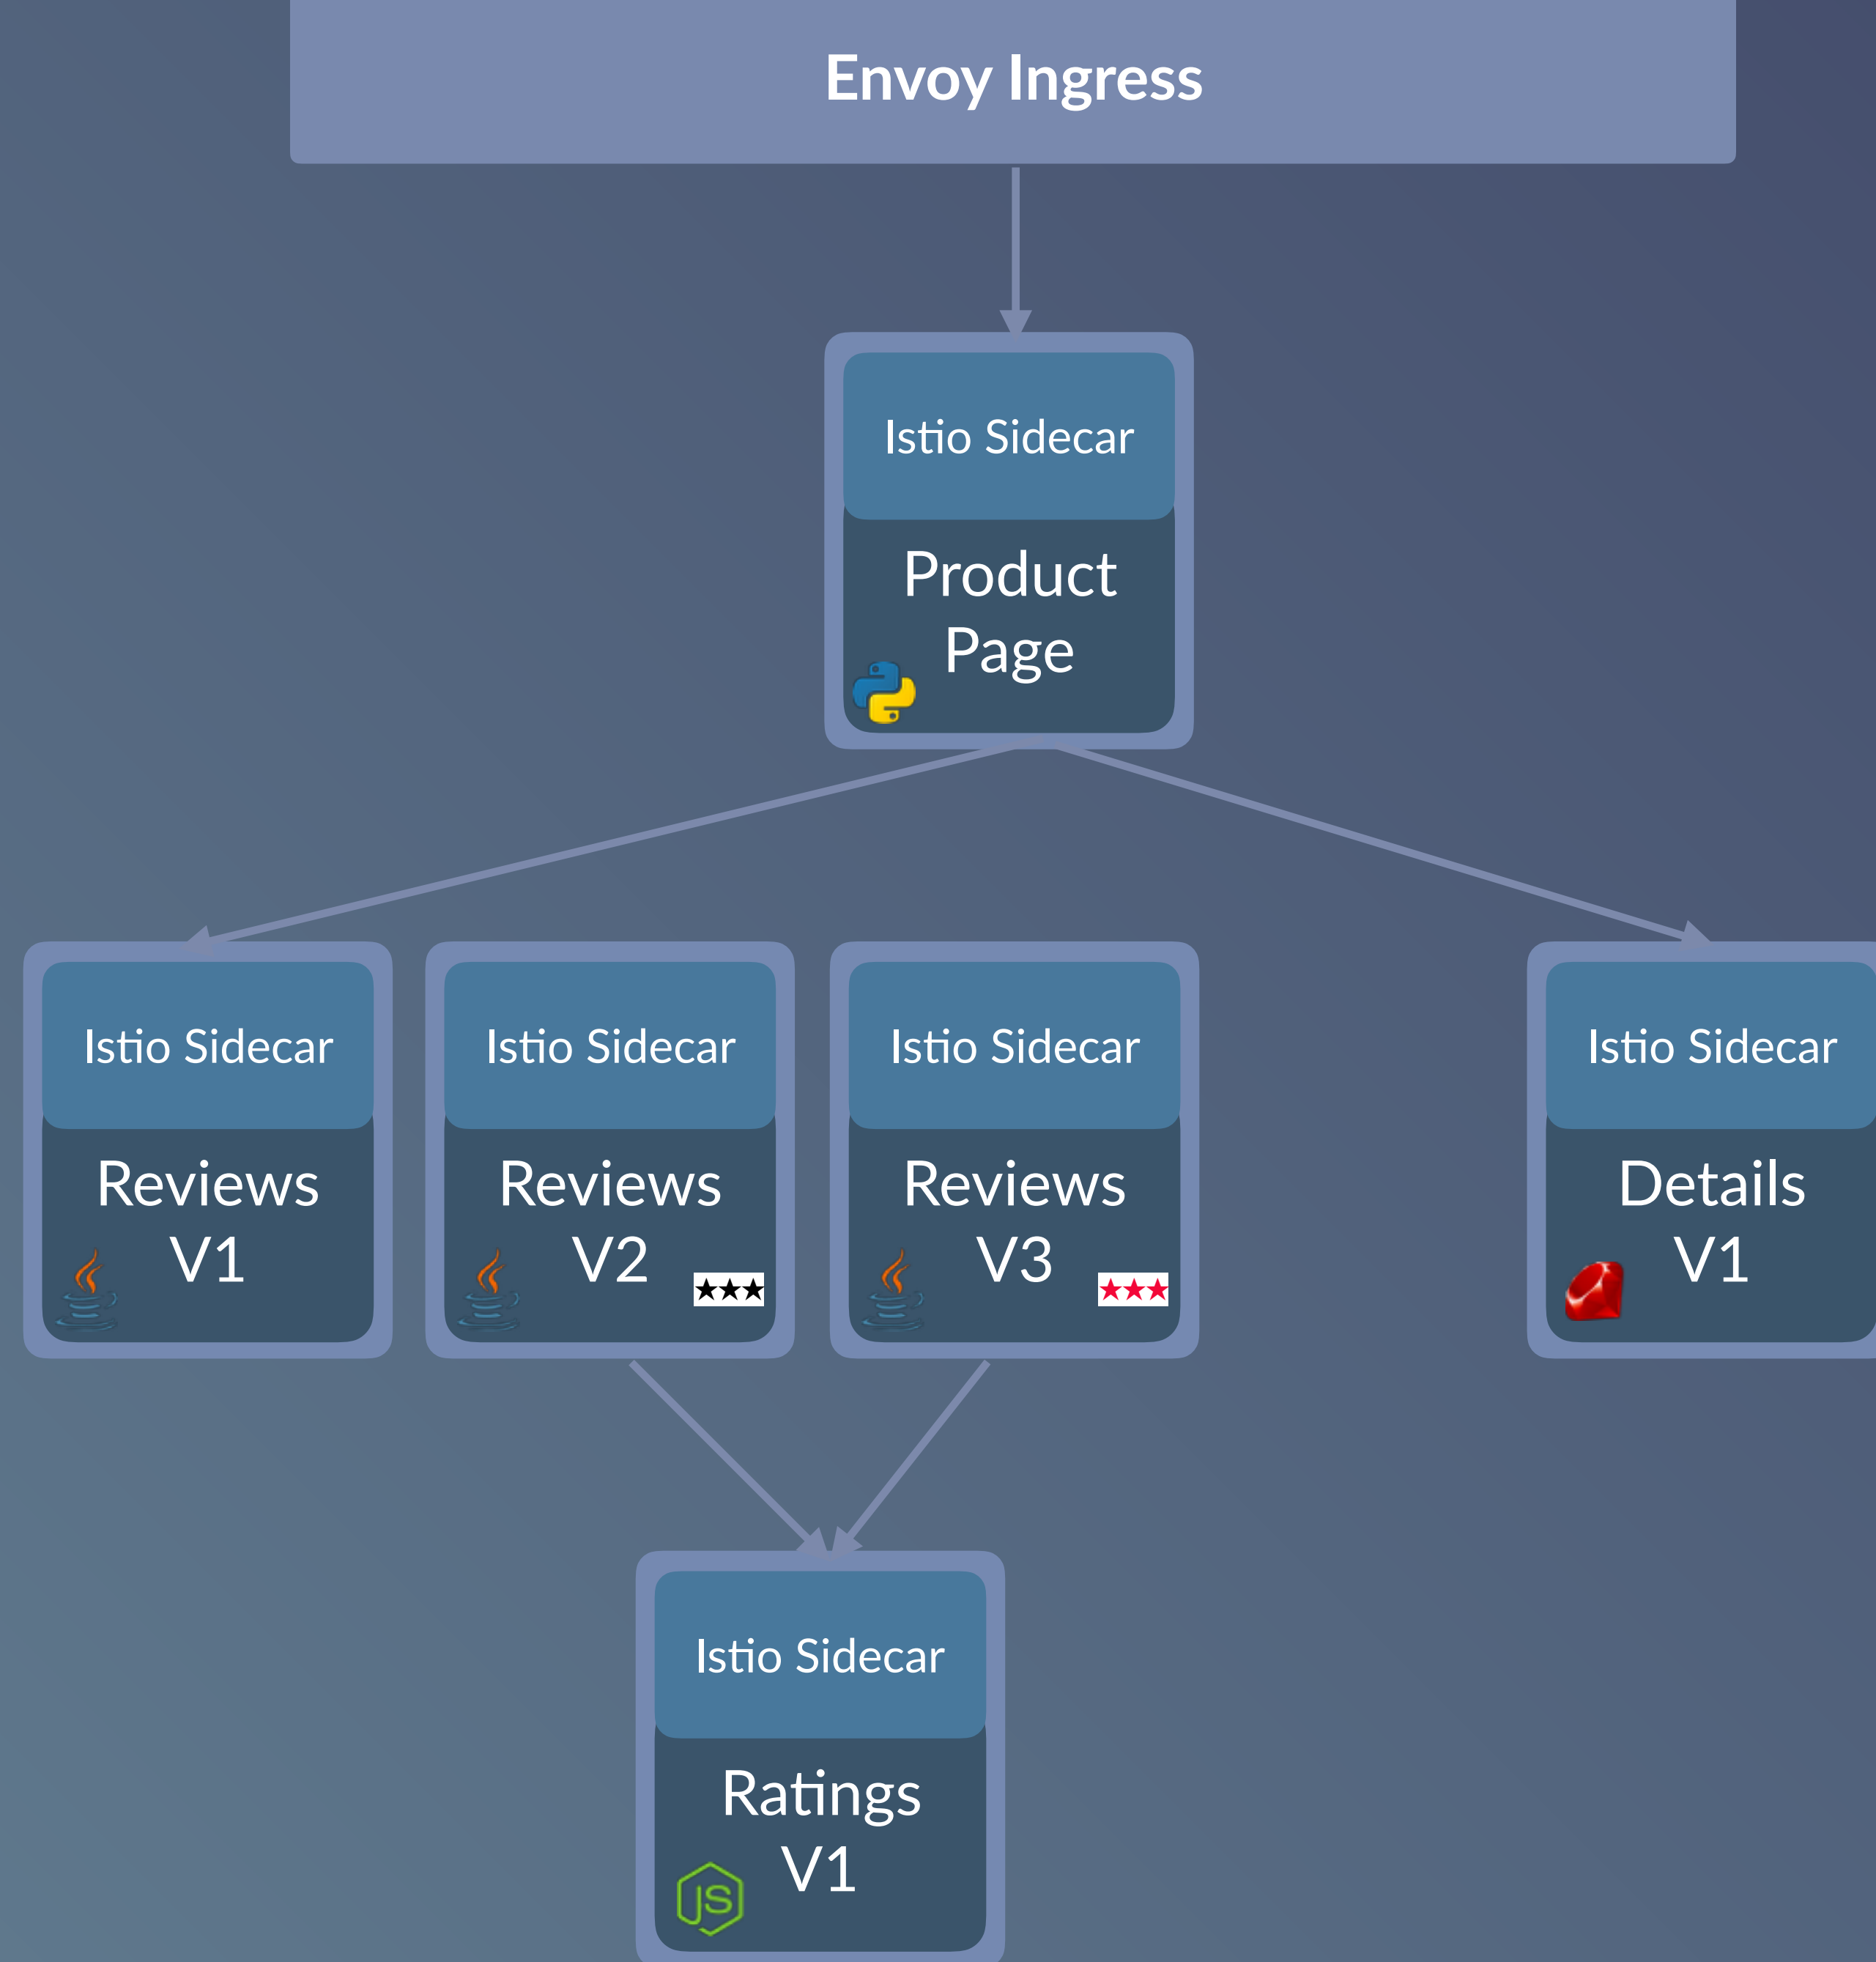 Envoy Ingress
Istio Sidecar
Product
Page
Istio Sidecar
Reviews
V1
Istio Sidecar
Reviews
V2
Istio Sidecar
Reviews
V3
Istio Sidecar
Details
V1
Istio Sidecar
Ratings
V1
JS